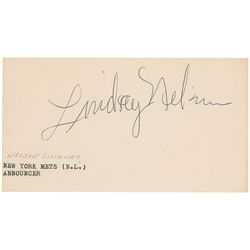 Lindsey Nelson
NELSON LINDSEY
NEW YORK METS (N.L.)
ANNOUNCER